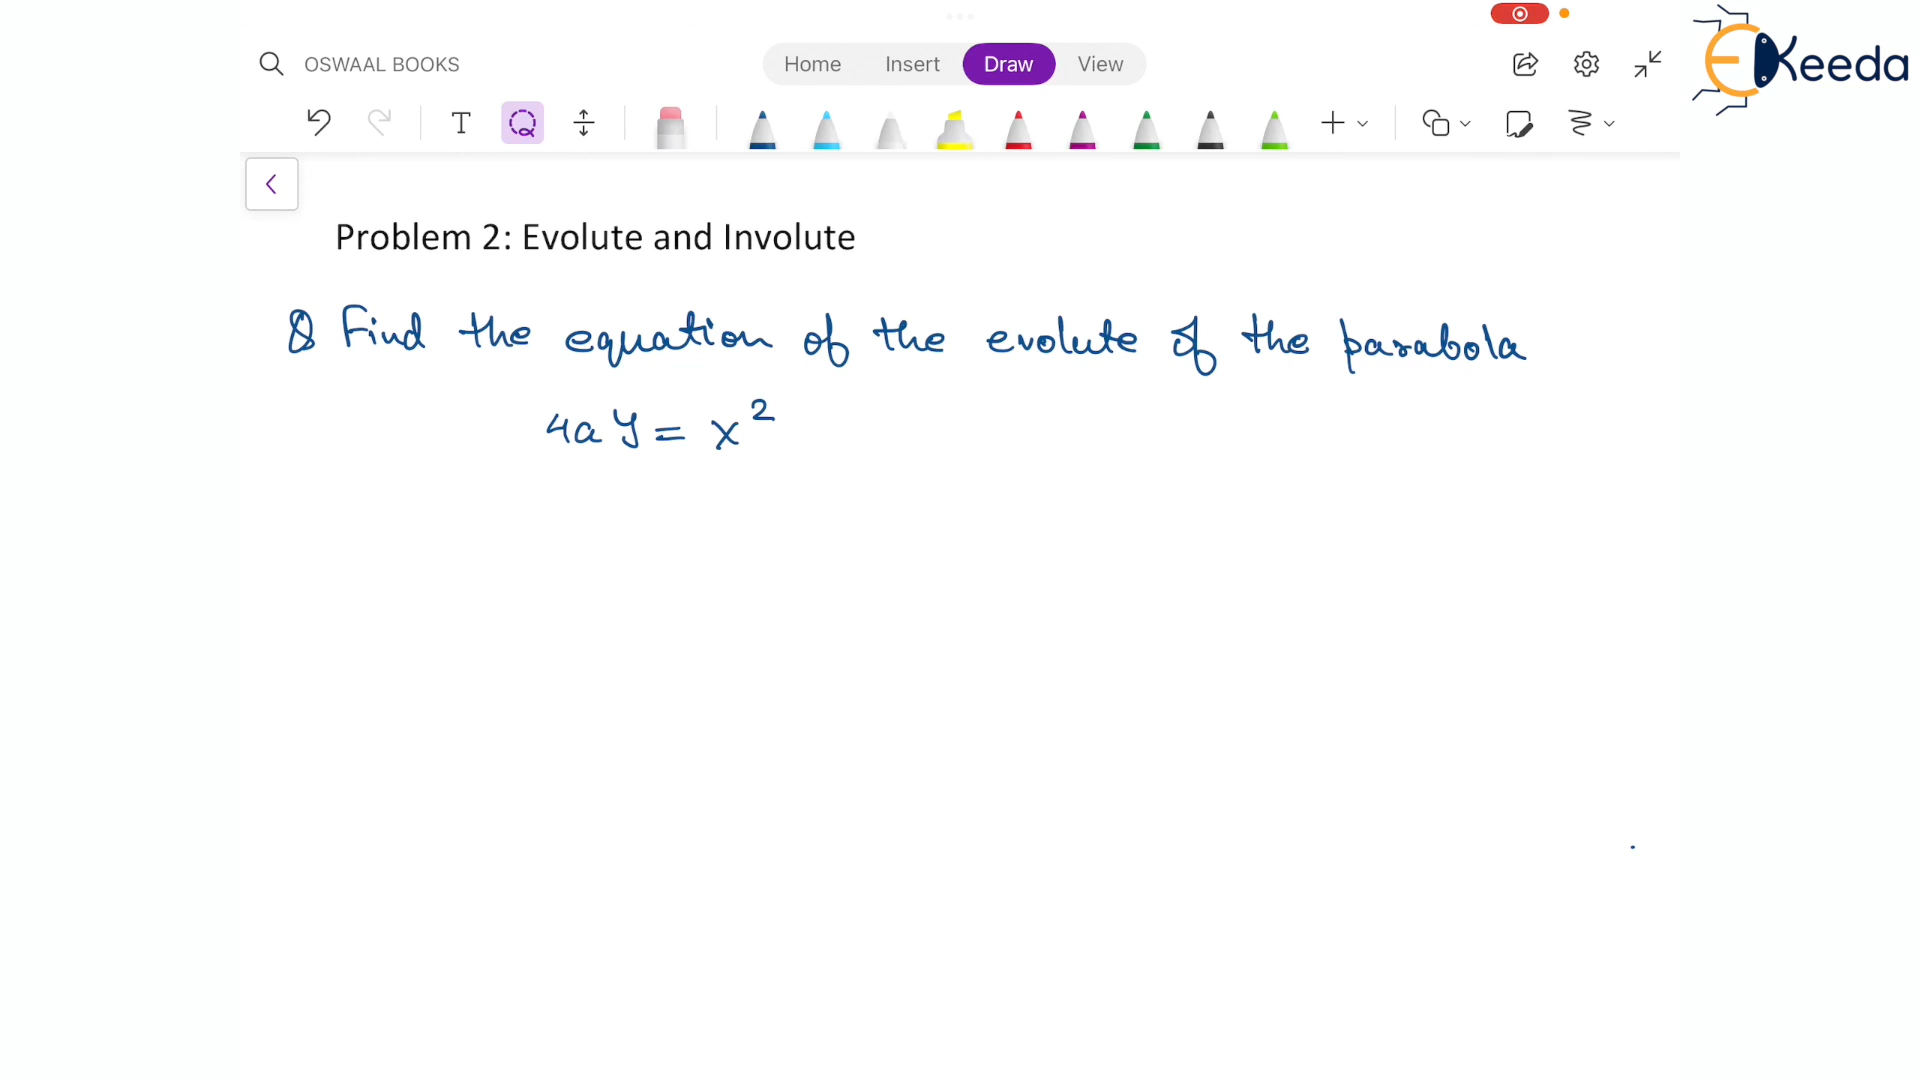 OSWAAL BOOKS
Home Insert Draw View
EKeeda
T
Problem 2: Evolute and Involute
Q Find the equation of the evolute of the parabola
4ay = x²